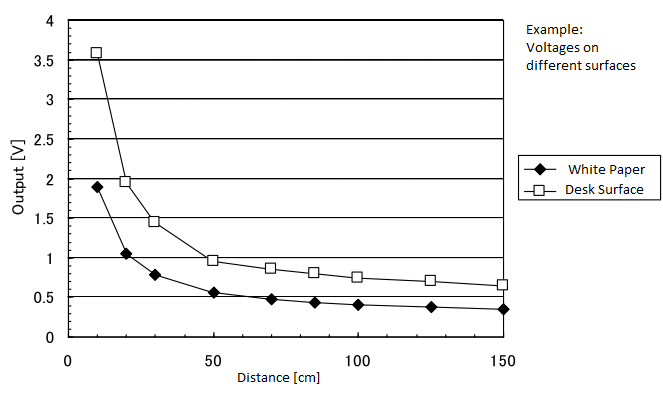 4
3.5
3
2.5
2
1.5
1
0.5
0
Output [V]
0 50 100 150
Distance [cm]
Example:
Voltages on
different surfaces
White Paper
Desk Surface